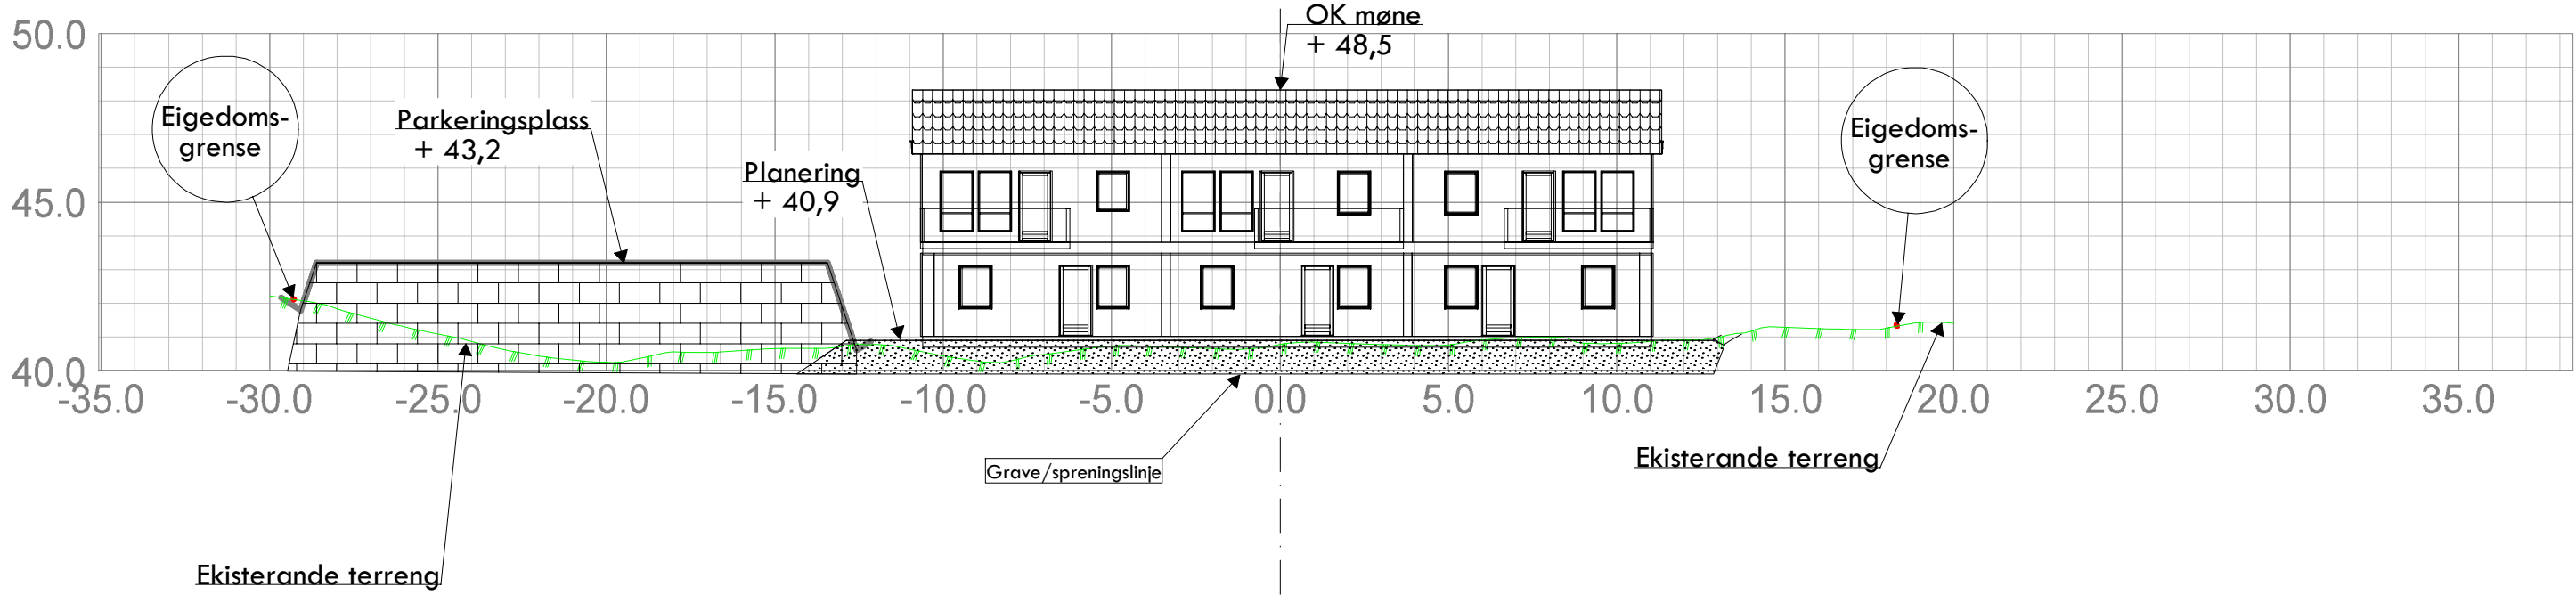 OK møne
+ 48,5
50.0
Eigedoms-
grense
Parkeringsplass
+ 43,2
Eigedoms-
grense
Planering
+ 40,9
45.0
40.0
-35.0 -30.0 -25.0 -20.0 -15.0 -10.0 -5.0 0.0 5.0 10.0 15.0 20.0 25.0 30.0 35.0
Grave/spreningslinje
Ekisterande terreng
Ekisterande terreng